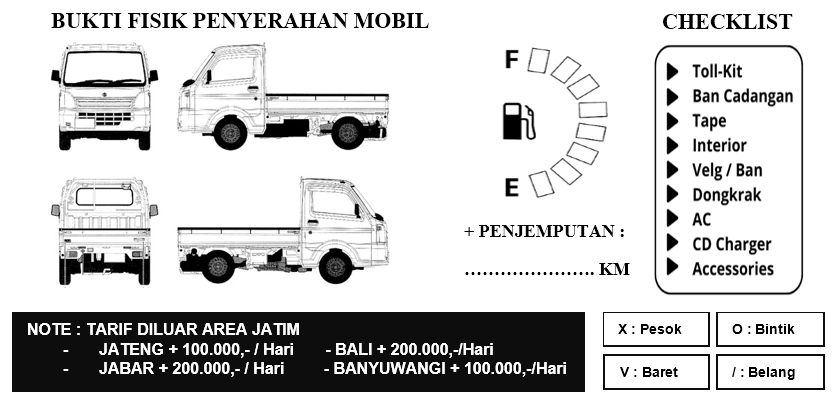 BUKTI FISIK PENYERAHAN MOBIL
F
E
+ PENJEMPUTAN :
...................... KM
CHECKLIST
Toll-Kit
Ban Cadangan
Tape
Interior
Velg / Ban
Dongkrak
AC
CD Charger
Accessories
NOTE : TARIF DILUAR AREA JATIM
- JATENG + 100.000,- / Hari - BALI + 200.000,-/Hari
- JABAR + 200.000,- / Hari - BANYUWANGI + 100.000,-/Hari
X : Pesok
O : Bintik
V : Baret
/ : Belang